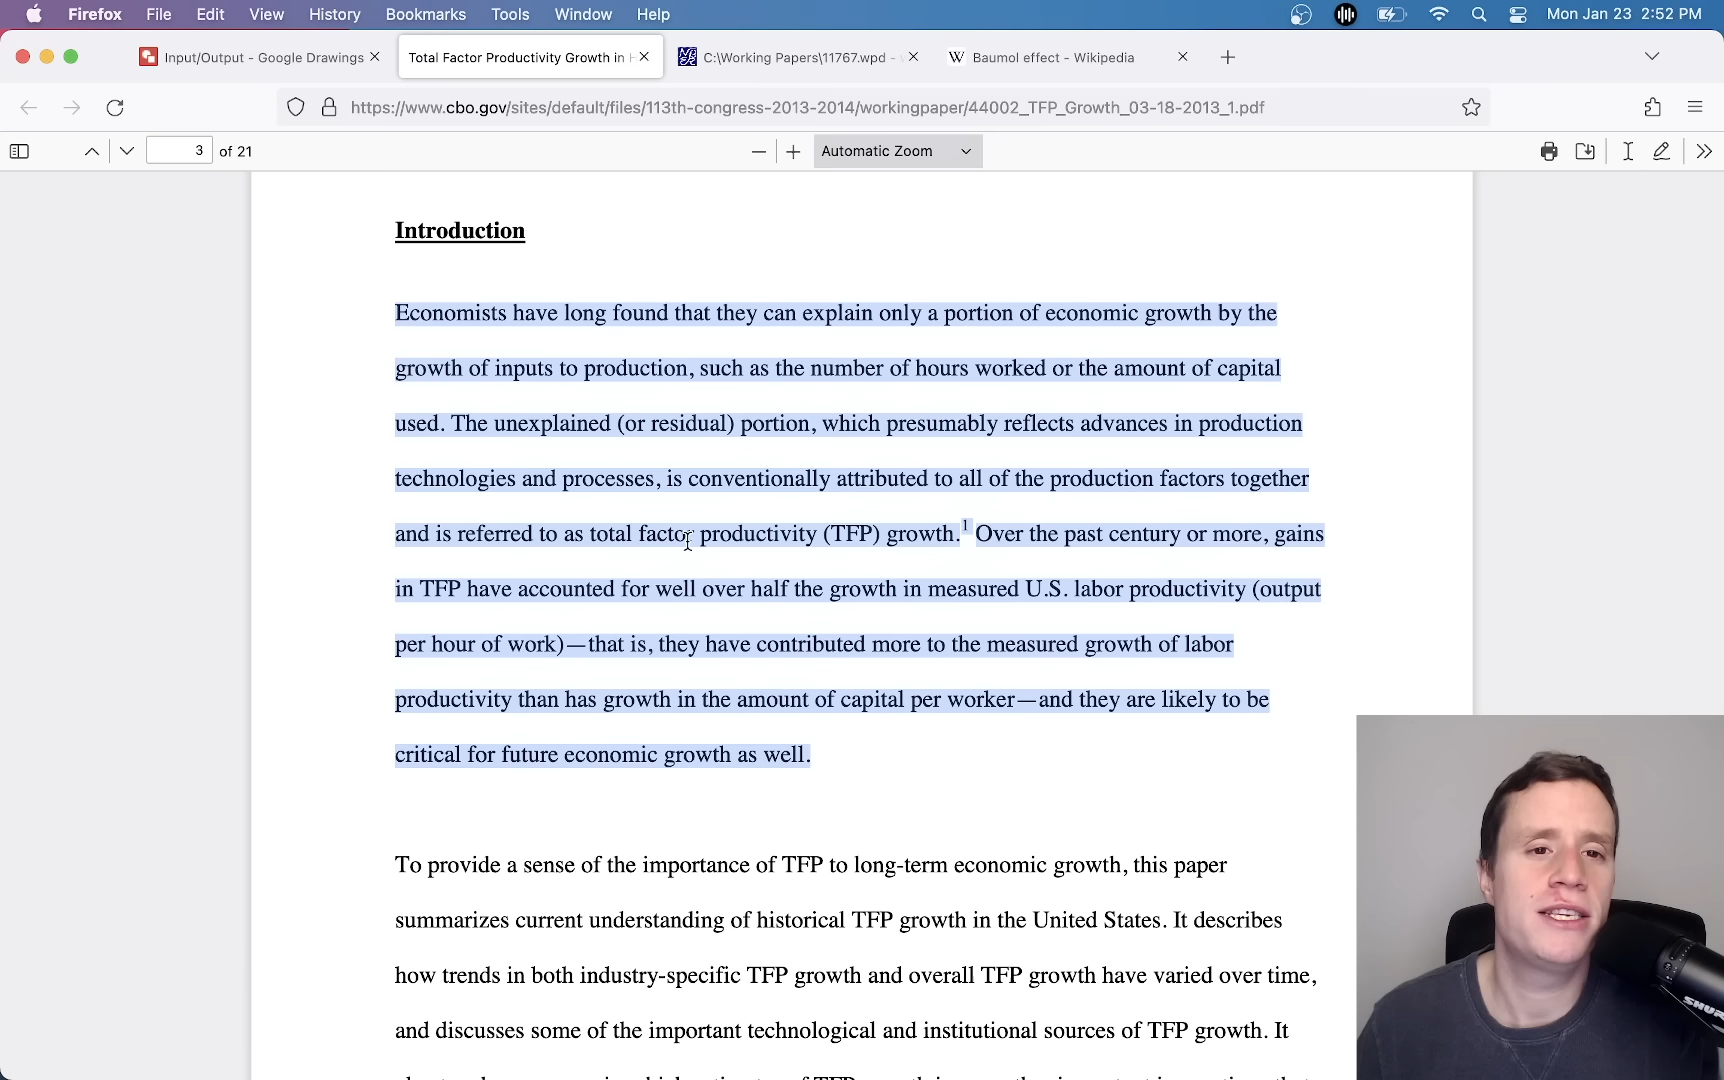 Firefox File Edit View History Bookmarks Tools Window Help Mon Jan 23 2:52 PM
Input/Output - Google Drawings Total Factor Productivity Growth in C:\Working Papers\11767.wpd - Baumol effect - Wikipedia
https://www.cbo.gov/sites/default/files/113th-congress-2013-2014/workingpaper/44002_TFP_Growth_03-18-2013_1.pdf
3 of 21 Automatic Zoom
Introduction
Economists have long found that they can explain only a portion of economic growth by the
growth of inputs to production, such as the number of hours worked or the amount of capital
used. The unexplained (or residual) portion, which presumably reflects advances in production
technologies and processes, is conventionally attributed to all of the production factors together
and is referred to as total factor productivity (TFP) growth.1 Over the past century or more, gains
in TFP have accounted for well over half the growth in measured U.S. labor productivity (output
per hour of work)—that is, they have contributed more to the measured growth of labor
productivity than has growth in the amount of capital per worker—and they are likely to be
critical for future economic growth as well.
To provide a sense of the importance of TFP to long-term economic growth, this paper
summarizes current understanding of historical TFP growth in the United States. It describes
how trends in both industry-specific TFP growth and overall TFP growth have varied over time,
and discusses some of the important technological and institutional sources of TFP growth. It
SHURE